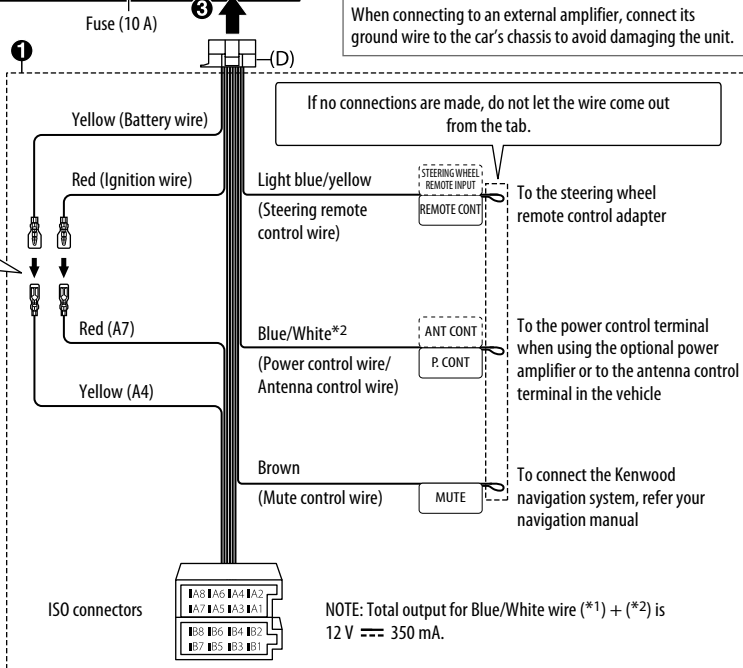 Fuse (10 A)
3
When connecting to an external amplifier, connect its
ground wire to the car's chassis to avoid damaging the unit.
1
(D)
If no connections are made, do not let the wire come out
from the tab.
Yellow (Battery wire)
Red (Ignition wire)
Light blue/yellow
(Steering remote
control wire)
STEERING WHEEL
REMOTE INPUT
REMOTE CONT
To the steering wheel
remote control adapter
Red (A7)
Yellow (A4)
Blue/White*2
(Power control wire/
Antenna control wire)
ANT CONT
P. CONT
To the power control terminal
when using the optional power
amplifier or to the antenna control
terminal in the vehicle
Brown
(Mute control wire)
MUTE
To connect the Kenwood
navigation system, refer your
navigation manual
ISO connectors
A8 A6 A4 A2
A7 A5 A3 A1
B8 B6 B4 B2
B7 B5 B3 B1
NOTE: Total output for Blue/White wire (*1) + (*2) is
12 V ⎓ 350 mA.